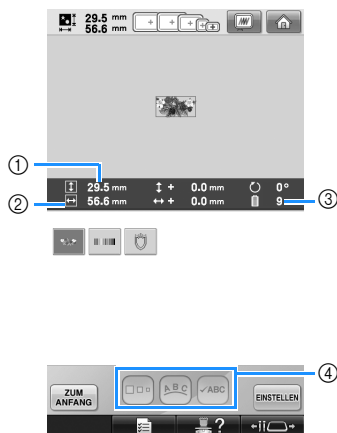 29.5 mm
56.6 mm
① 29.5 mm + 0.0 mm 0°
② 56.6 mm + 0.0 mm 9 ③
④
ABC ABC
ZUM ANFANG
EINSTELLEN
?